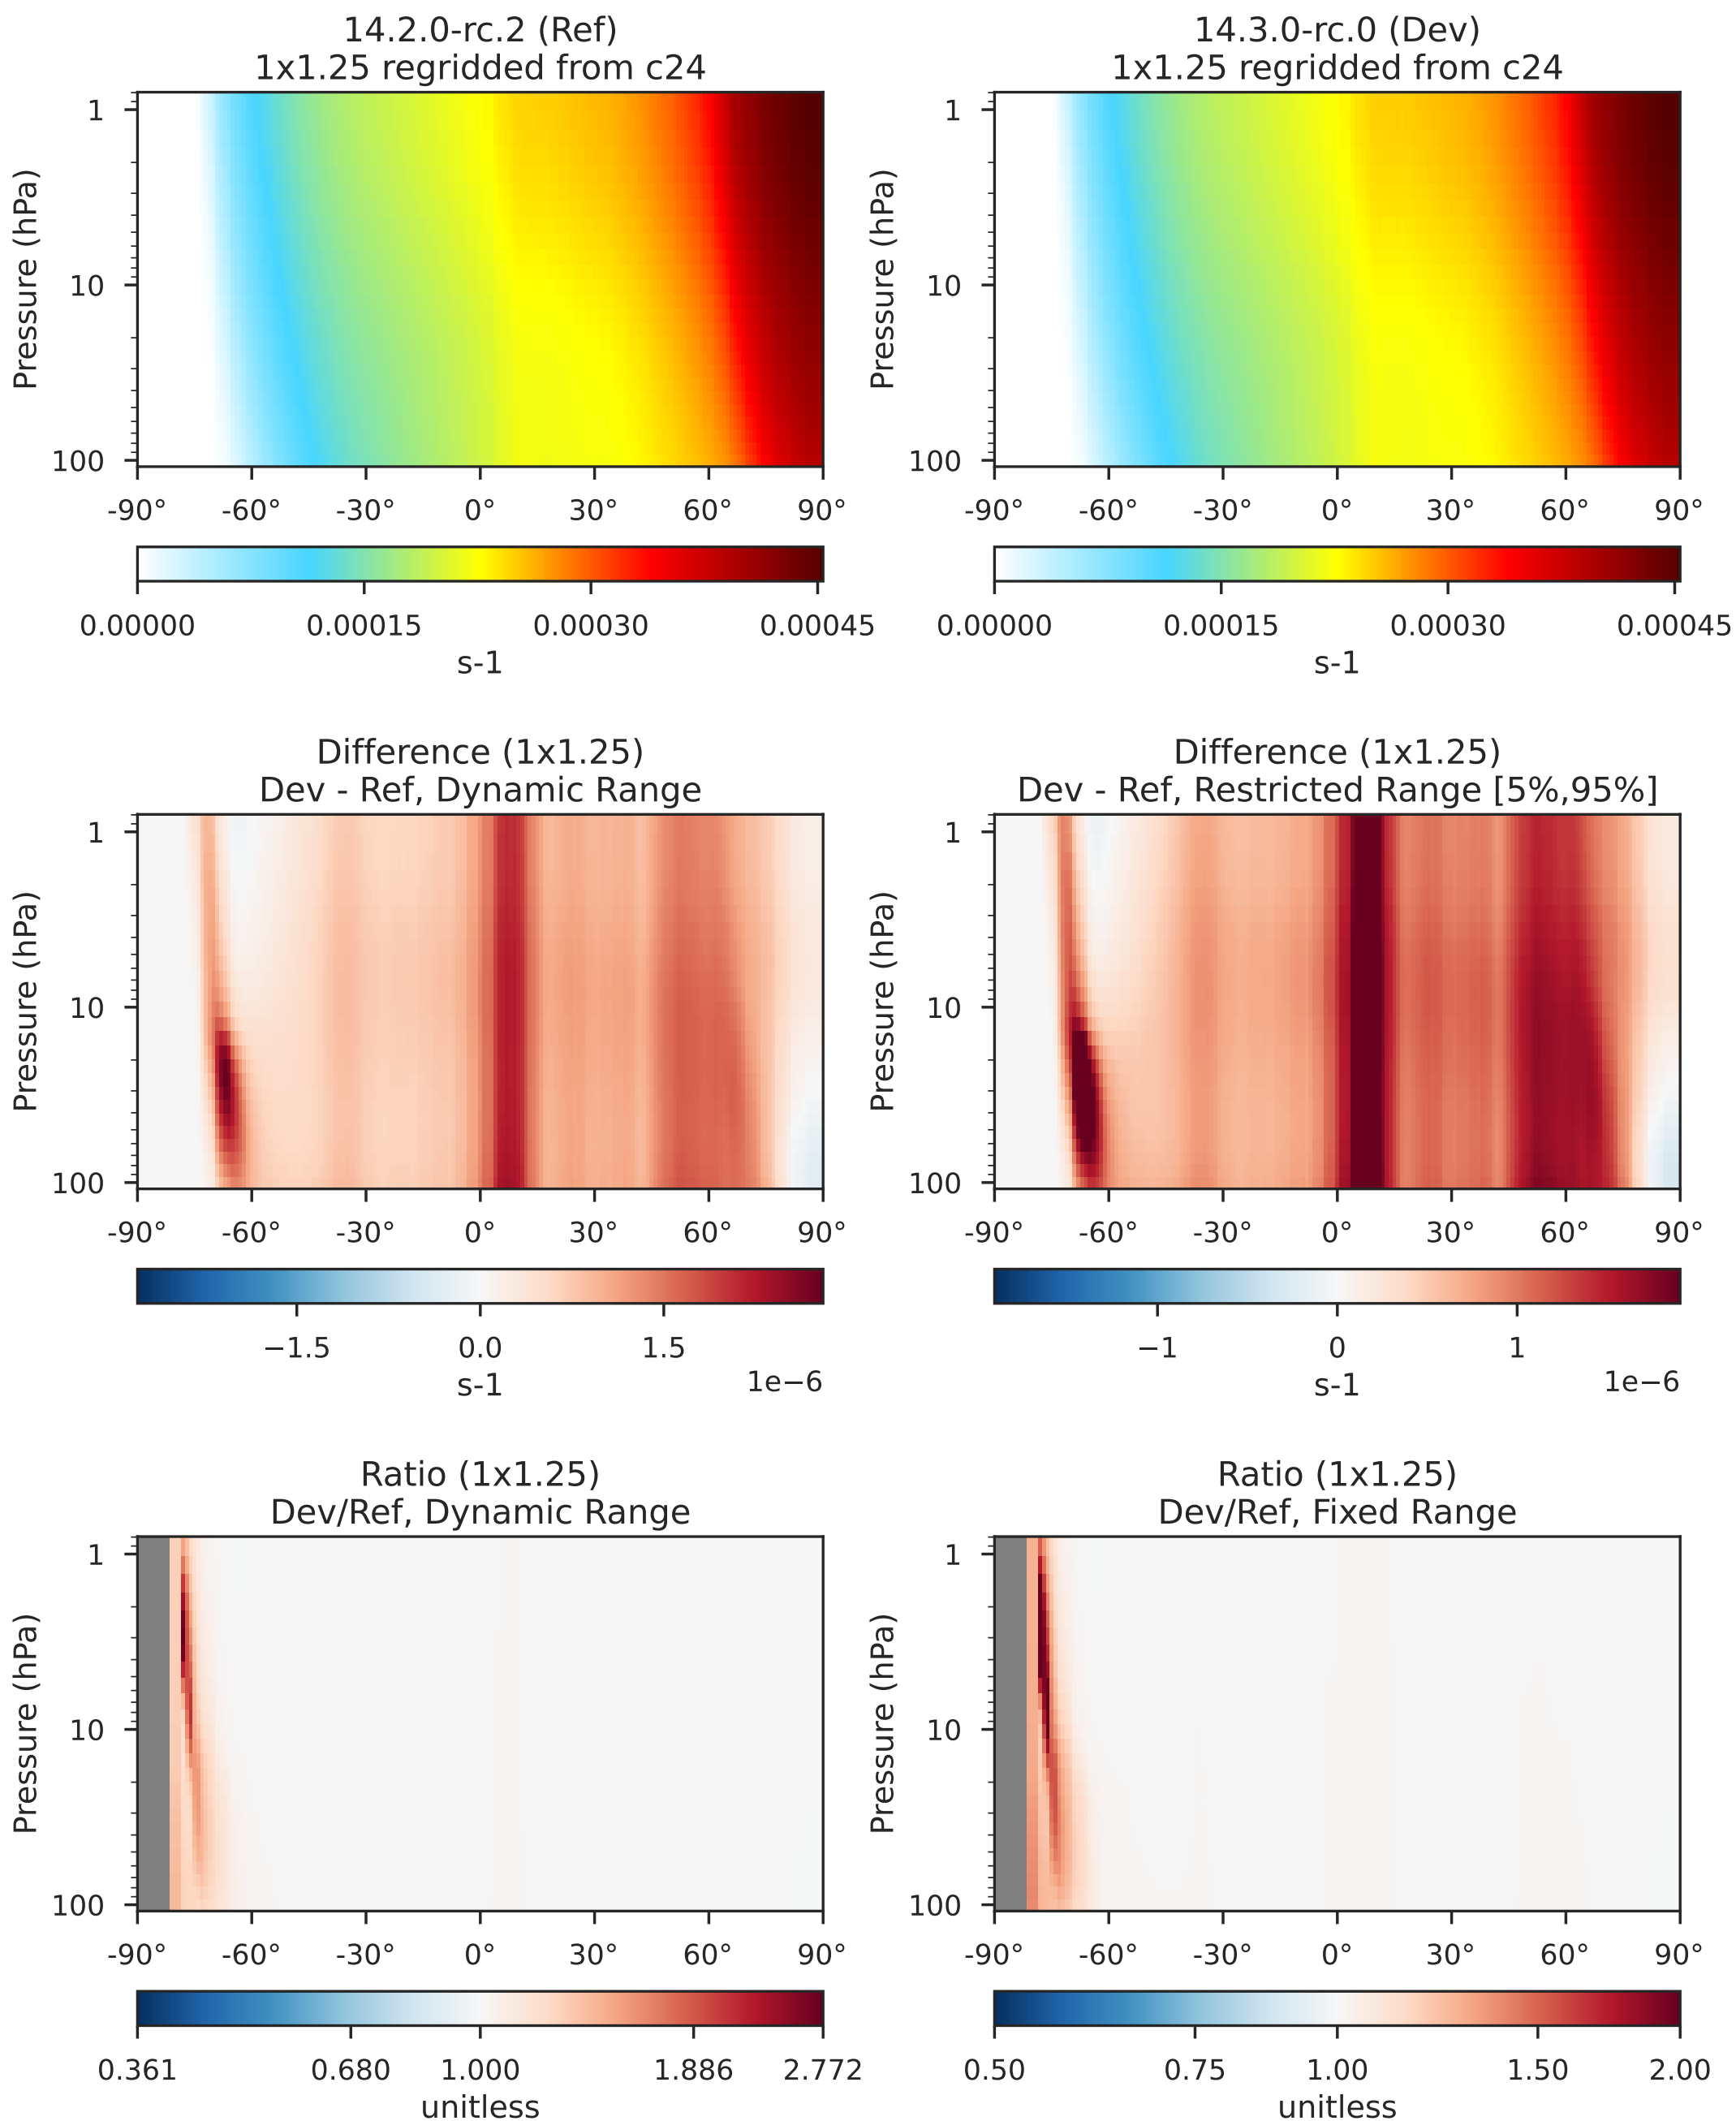 14.2.0-rc.2 (Ref)
1x1.25 regridded from c24
Pressure (hPa)
1
10
100
-90° -60° -30° 0° 30° 60° 90°
0.00000 0.00015 0.00030 0.00045
s-1
14.3.0-rc.0 (Dev)
1x1.25 regridded from c24
Pressure (hPa)
1
10
100
-90° -60° -30° 0° 30° 60° 90°
0.00000 0.00015 0.00030 0.00045
s-1
Difference (1x1.25)
Dev - Ref, Dynamic Range
Pressure (hPa)
1
10
100
-90° -60° -30° 0° 30° 60° 90°
−1.5 0.0 1.5
s-1 1e−6
Difference (1x1.25)
Dev - Ref, Restricted Range [5%,95%]
Pressure (hPa)
1
10
100
-90° -60° -30° 0° 30° 60° 90°
−1 0 1
s-1 1e−6
Ratio (1x1.25)
Dev/Ref, Dynamic Range
Pressure (hPa)
1
10
100
-90° -60° -30° 0° 30° 60° 90°
0.361 0.680 1.000 1.886 2.772
unitless
Ratio (1x1.25)
Dev/Ref, Fixed Range
Pressure (hPa)
1
10
100
-90° -60° -30° 0° 30° 60° 90°
0.50 0.75 1.00 1.50 2.00
unitless